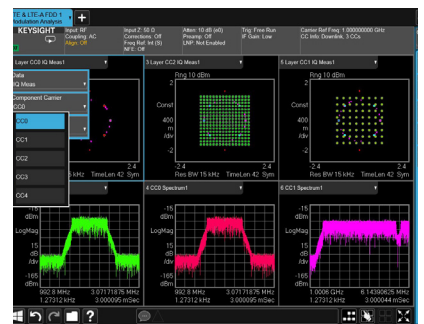 TE & LTE-A FDD 1
Modulation Analysis
KEYSIGHT
Input: RF
Coupling: AC
Align: Off
Input Z: 50 Ω
Corrections: Off
Freq Ref: Int (S)
NFE: Off
Atten: 10 dB (e0)
Preamp: Off
LNP: Not Enabled
Trig: Free Run
IF Gain: Low
Carrier Ref Freq: 1.000000000 GHz
CC Info: Downlink, 3 CCs
Layer CC0 IQ Meas1
3 Layer CC2 IQ Meas1
5 Layer CC1 IQ Meas1
Data
IQ Meas
Component Carrier
CC0
CC0
CC1
CC2
CC3
CC4
2.4
15 kHz TimeLen 42 Sym
Rng 10 dBm
2
Const
400
m
/div
-2
-2.4
2.4
Res BW 15 kHz TimeLen 42 Sym
Rng 10 dBm
2
Const
400
m
/div
-2
-2.4
2.4
Res BW 15 kHz TimeLen 42 Sym
4 CC0 Spectrum1
6 CC1 Spectrum1
-15
dBm
LogMag
15
dB
/div
-165
dBm
992.8 MHz
3.07171875 MHz
1.27312 kHz
3.000095 mSec
-15
dBm
LogMag
15
dB
/div
-165
dBm
992.8 MHz
3.07171875 MHz
1.27312 kHz
3.000095 mSec
-15
dBm
LogMag
15
dB
/div
-165
dBm
1.0006 GHz
6.14390625 MHz
1.27312 kHz
3.000044 mSec
?